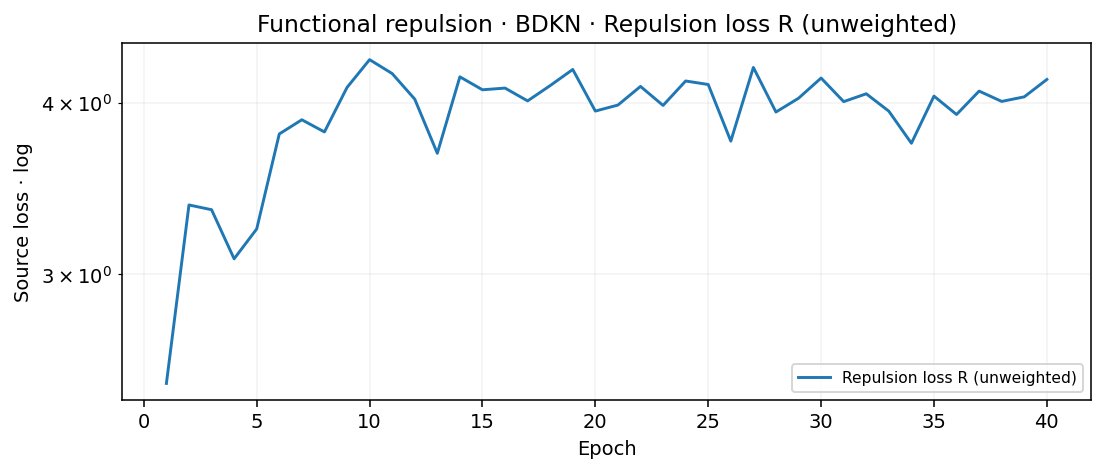 Functional repulsion · BDKN · Repulsion loss R (unweighted)
Source loss · log
4 × 10⁰
3 × 10⁰
Repulsion loss R (unweighted)
0 5 10 15 20 25 30 35 40
Epoch